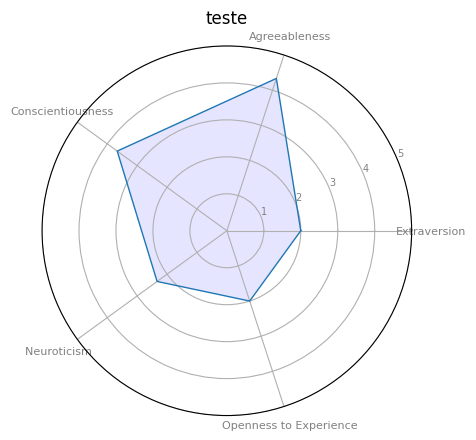 teste
Agreeableness
Conscientiousness
5
4
3
2
1
Extraversion
Neuroticism
Openness to Experience